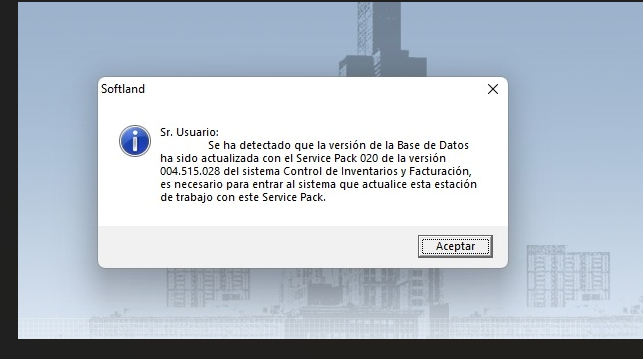 Softland
Sr. Usuario:
Se ha detectado que la versión de la Base de Datos
ha sido actualizada con el Service Pack 020 de la versión
004.515.028 del sistema Control de Inventarios y Facturación,
es necesario para entrar al sistema que actualice esta estación
de trabajo con este Service Pack.
Aceptar